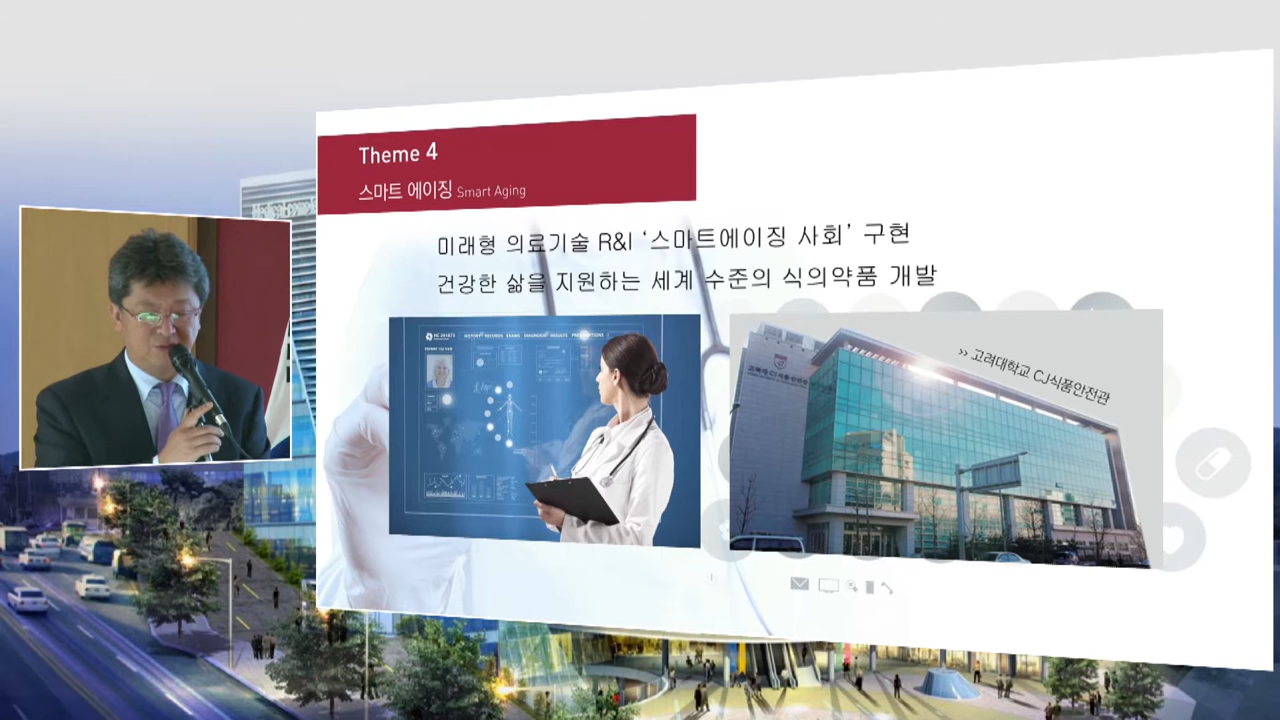 Theme 4
스마트 에이징 Smart Aging
미래형 의료기술 R&I ‘스마트에이징 사회’ 구현
건강한 삶을 지원하는 세계 수준의 식의약품 개발
›› 고려대학교 CJ식품안전관